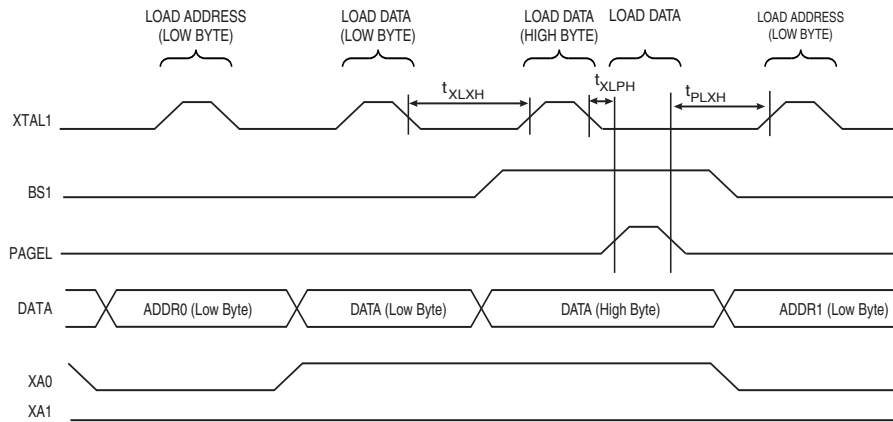 LOAD ADDRESS
(LOW BYTE)
LOAD DATA
(LOW BYTE)
LOAD DATA
(HIGH BYTE)
LOAD DATA
LOAD ADDRESS
(LOW BYTE)
tXLXH
tXLPH
tPLXH
XTAL1
BS1
PAGEL
DATA
ADDR0 (Low Byte)
DATA (Low Byte)
DATA (High Byte)
ADDR1 (Low Byte)
XA0
XA1